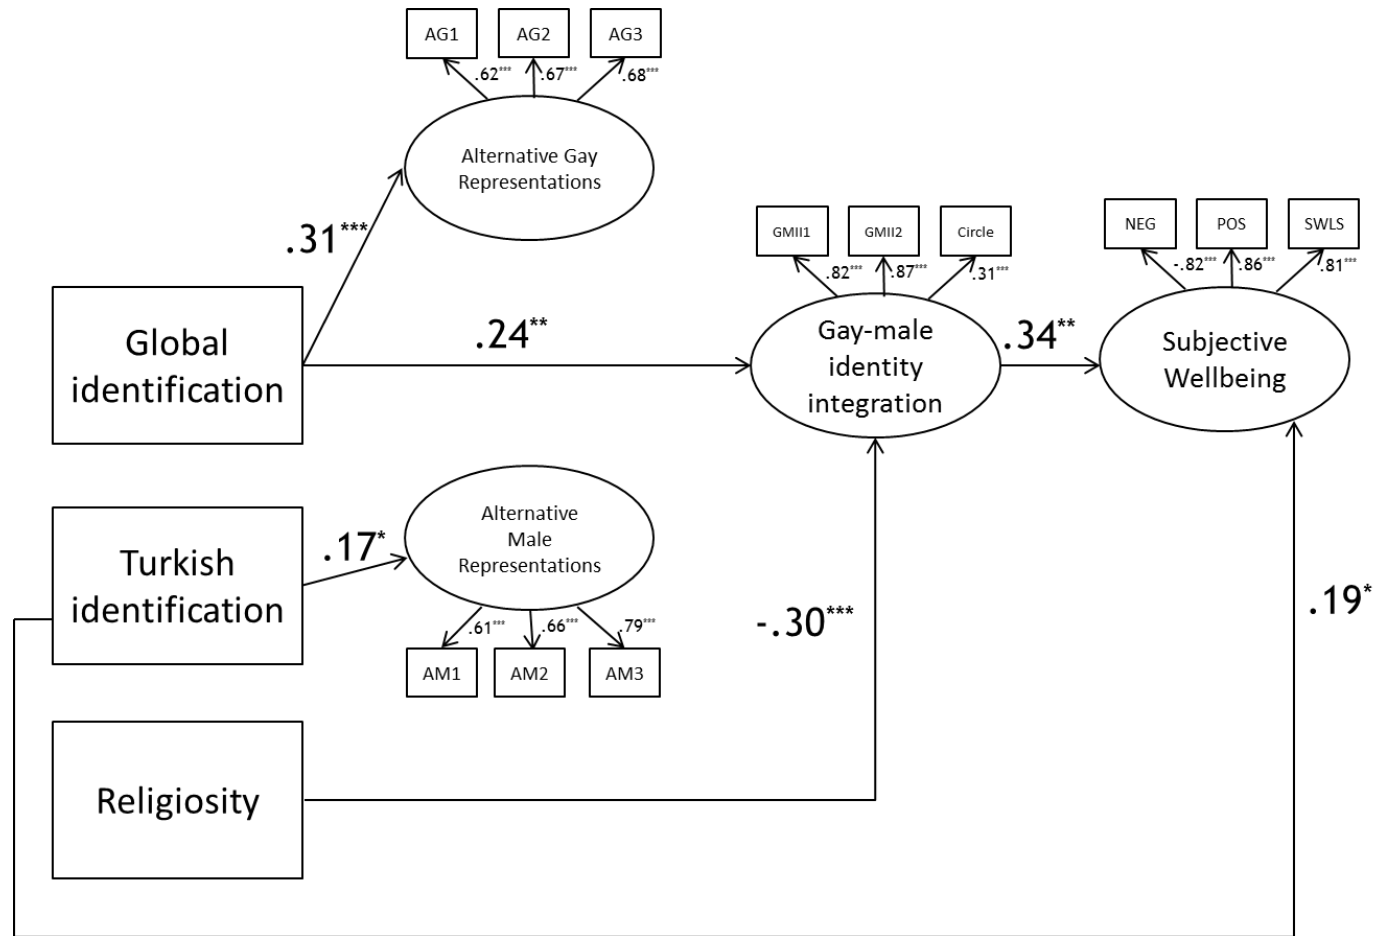 AG1
AG2
AG3
.62***
.67***
.68***
Alternative Gay
Representations
.31***
GMII1
GMII2
Circle
.82***
.87***
.31***
NEG
POS
SWLS
-.82***
.86***
.81***
Global
identification
.24**
Gay-male
identity
integration
.34**
Subjective
Wellbeing
Turkish
identification
.17*
Alternative
Male
Representations
.61***
.66***
.79***
AM1
AM2
AM3
-.30***
.19*
Religiosity